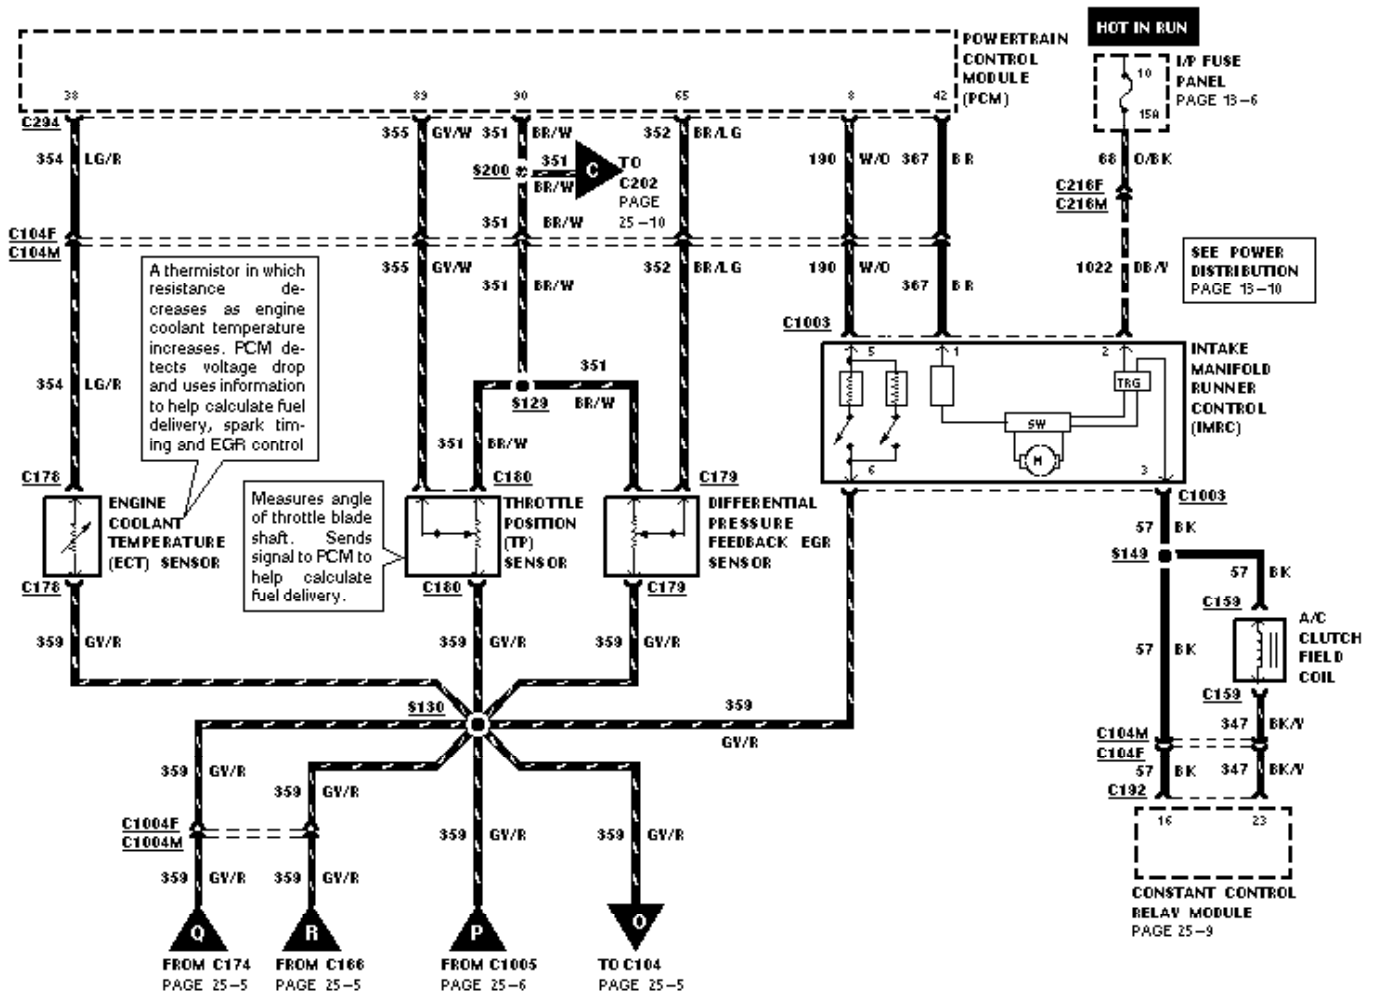 HOT IN RUN
POWERTRAIN
CONTROL
MODULE
(PCM)
I/P FUSE
PANEL
PAGE 13-6
10
15A
38
89
90
65
8
42
C294
354
LG/R
355
GY/W
351
BR/W
352
BR/LG
190
W/O
367
BR
68
O/BK
S200
351
BR/W
C
TO
C202
PAGE
25-10
C216F
C216M
351
BR/W
C104F
C104M
355
GY/W
351
BR/W
352
BR/LG
190
W/O
367
BR
1022
DB/Y
SEE POWER
DISTRIBUTION
PAGE 13-10
A thermistor in which
resistance de-
creases as engine
coolant temperature
increases. PCM de-
tects voltage drop
and uses information
to help calculate fuel
delivery, spark tim-
ing and EGR control
C1003
5
1
2
INTAKE
MANIFOLD
RUNNER
CONTROL
(IMRC)
TRG
SW
M
6
3
354
LG/R
351
BR/W
S129
351
BR/W
C178
C180
C179
C1003
ENGINE
COOLANT
TEMPERATURE
(ECT) SENSOR
Measures angle
of throttle blade
shaft. Sends
signal to PCM to
help calculate
fuel delivery.
THROTTLE
POSITION
(TP)
SENSOR
DIFFERENTIAL
PRESSURE
FEEDBACK EGR
SENSOR
57
BK
S149
57
BK
C178
C180
C179
C159
A/C
CLUTCH
FIELD
COIL
359
GY/R
359
GY/R
359
GY/R
57
BK
C159
S130
359
GY/R
347
BK/Y
C104M
C104F
57
BK
347
BK/Y
C192
359
GY/R
359
GY/R
16
23
C1004F
C1004M
359
GY/R
359
GY/R
359
GY/R
359
GY/R
CONSTANT CONTROL
RELAY MODULE
PAGE 25-9
Q
R
P
O
FROM C174
PAGE 25-5
FROM C166
PAGE 25-5
FROM C1005
PAGE 25-6
TO C104
PAGE 25-5